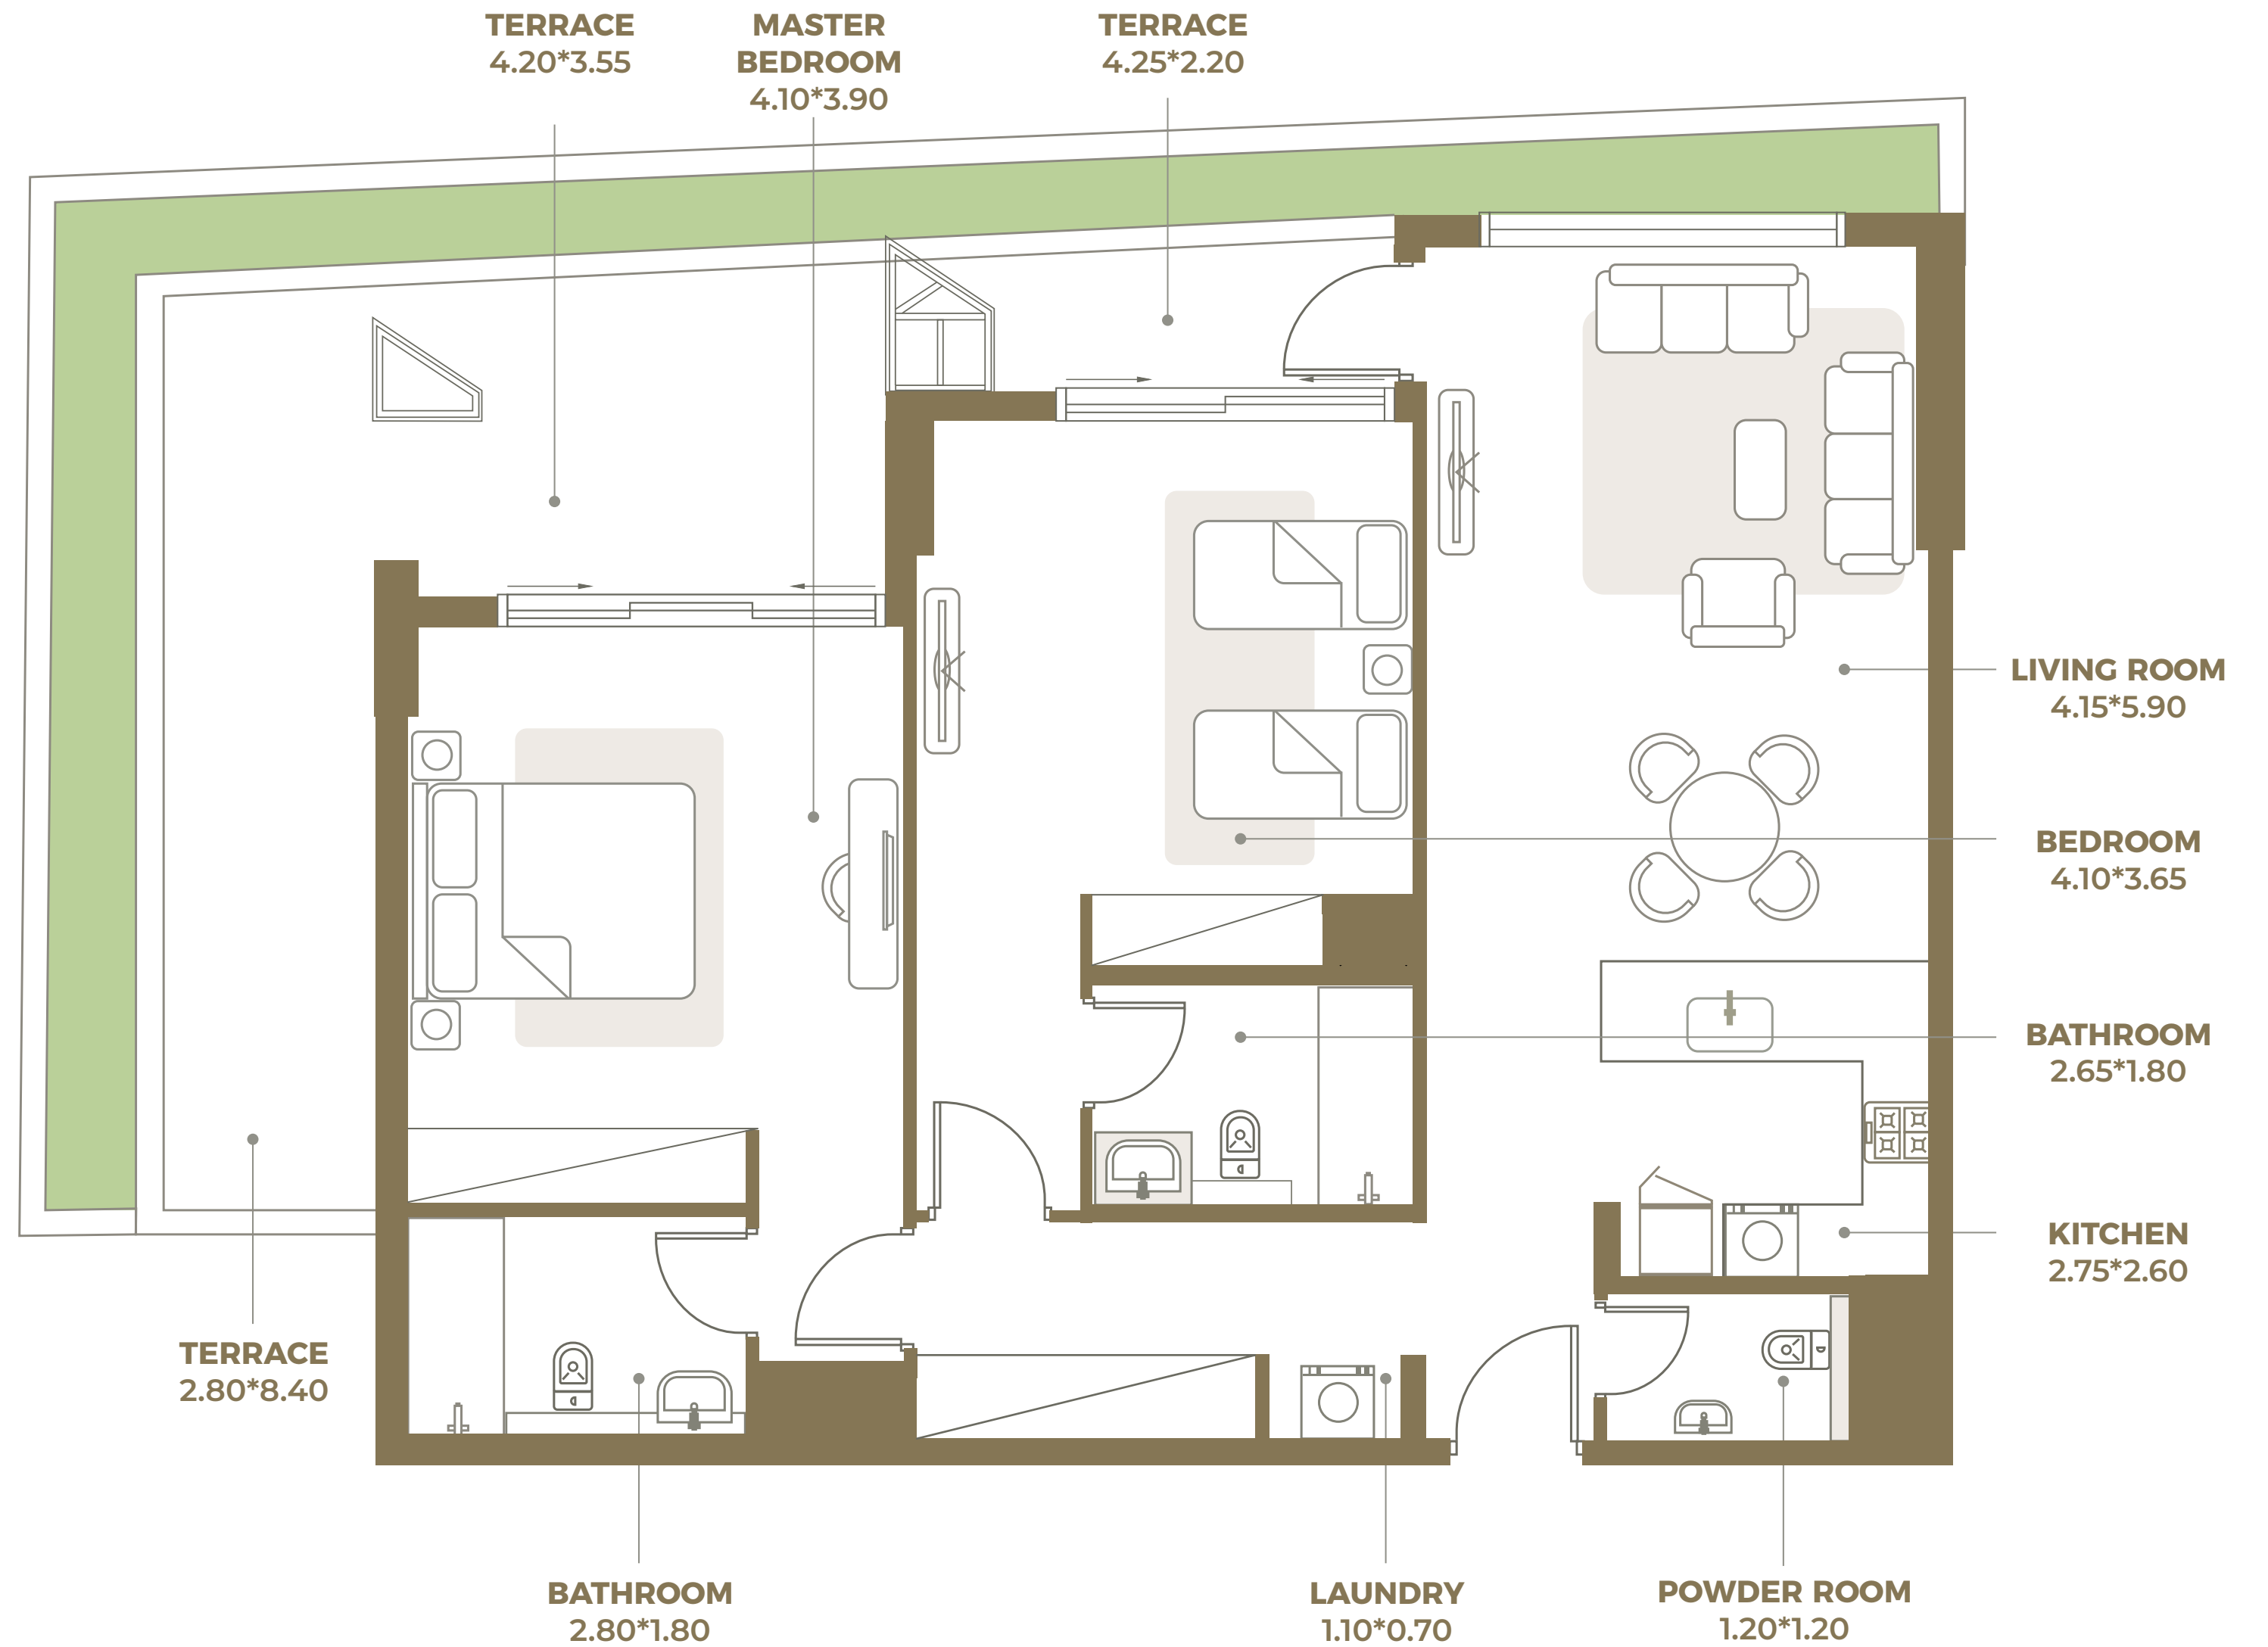 TERRACE
4.20*3.55
MASTER
BEDROOM
4.10*3.90
TERRACE
4.25*2.20
LIVING ROOM
4.15*5.90
BEDROOM
4.10*3.65
BATHROOM
2.65*1.80
KITCHEN
2.75*2.60
TERRACE
2.80*8.40
BATHROOM
2.80*1.80
LAUNDRY
1.10*0.70
POWDER ROOM
1.20*1.20